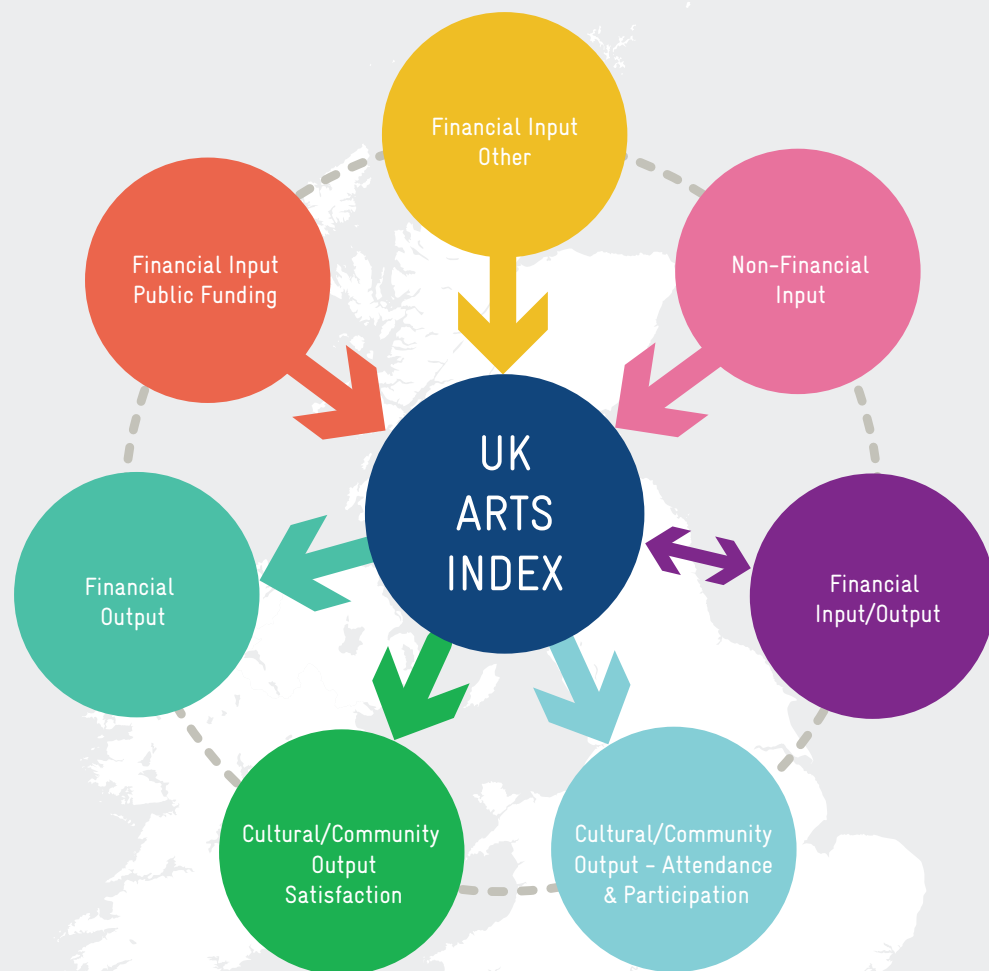 Financial Input
Other
Financial Input
Public Funding
Non-Financial
Input
UK
ARTS
INDEX
Financial
Output
Financial
Input/Output
Cultural/Community
Output
Satisfaction
Cultural/Community
Output - Attendance
& Participation